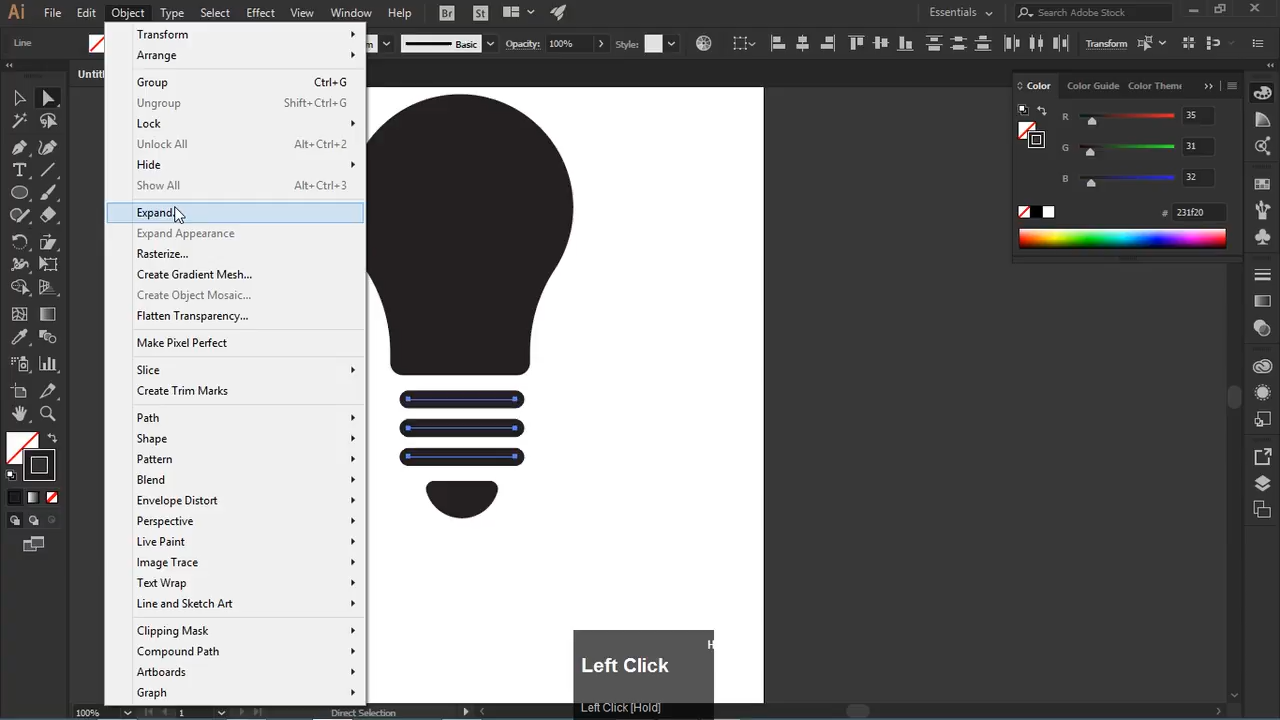 Ai File Edit Object Type Select Effect View Window Help Br St Essentials Search Adobe Stock
Line Basic Opacity: 100% Style: Transform
Transform
Arrange
Group Ctrl+G
Ungroup Shift+Ctrl+G
Lock
Unlock All Alt+Ctrl+2
Hide
Show All Alt+Ctrl+3
Expand...
Expand Appearance
Rasterize...
Create Gradient Mesh...
Create Object Mosaic...
Flatten Transparency...
Make Pixel Perfect
Slice
Create Trim Marks
Path
Shape
Pattern
Blend
Envelope Distort
Perspective
Live Paint
Image Trace
Text Wrap
Line and Sketch Art
Clipping Mask
Compound Path
Artboards
Graph
Color Color Guide Color Theme
R 35
G 31
B 32
# 231f20
Left Click
Left Click [Hold]
100% 1 Direct Selection